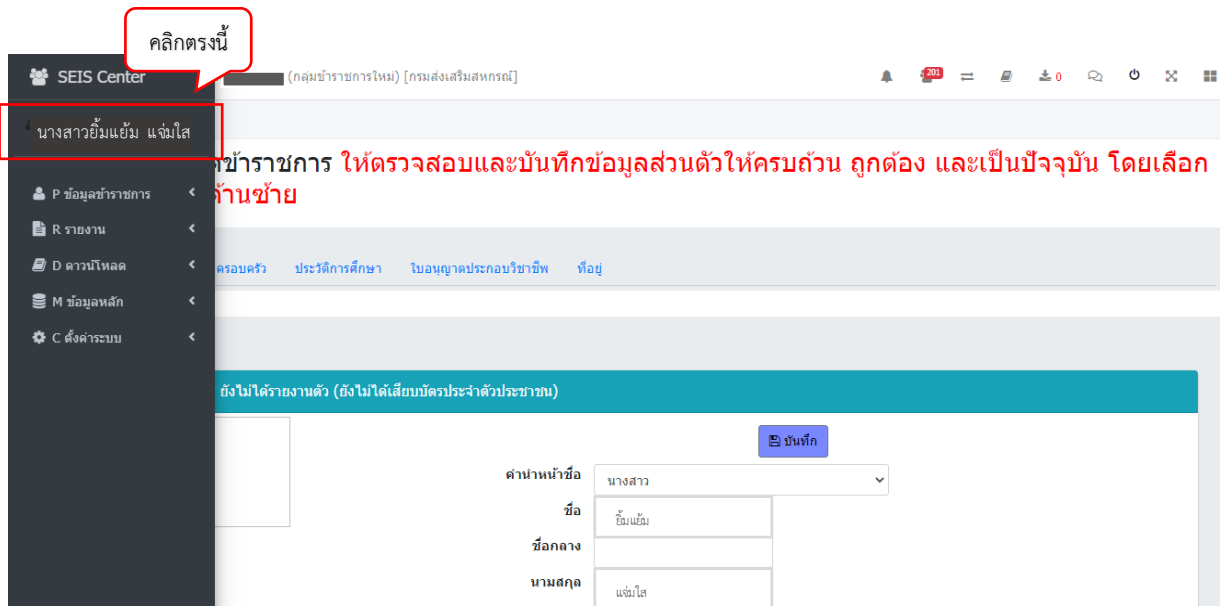 คลิกตรงนี้
SEIS Center
(กลุ่มข้าราชการใหม่) [กรมส่งเสริมสหกรณ์]
201
0
นางสาวยิ้มแย้ม แจ่มใส
ข้าราชการ ให้ตรวจสอบและบันทึกข้อมูลส่วนตัวให้ครบถ้วน ถูกต้อง และเป็นปัจจุบัน โดยเลือก
ด้านซ้าย
P ข้อมูลข้าราชการ
R รายงาน
D ดาวน์โหลด
M ข้อมูลหลัก
C ตั้งค่าระบบ
ครอบครัว ประวัติการศึกษา ใบอนุญาตประกอบวิชาชีพ ที่อยู่
ยังไม่ได้รายงานตัว (ยังไม่ได้เสียบบัตรประจำตัวประชาชน)
บันทึก
คำนำหน้าชื่อ นางสาว
ชื่อ ยิ้มแย้ม
ชื่อกลาง
นามสกุล แจ่มใส